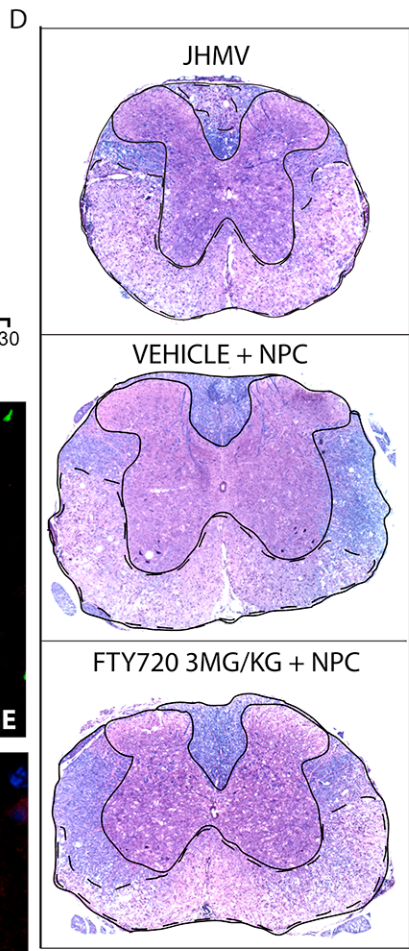 D
JHMV
30
VEHICLE + NPC
E
FTY720 3MG/KG + NPC